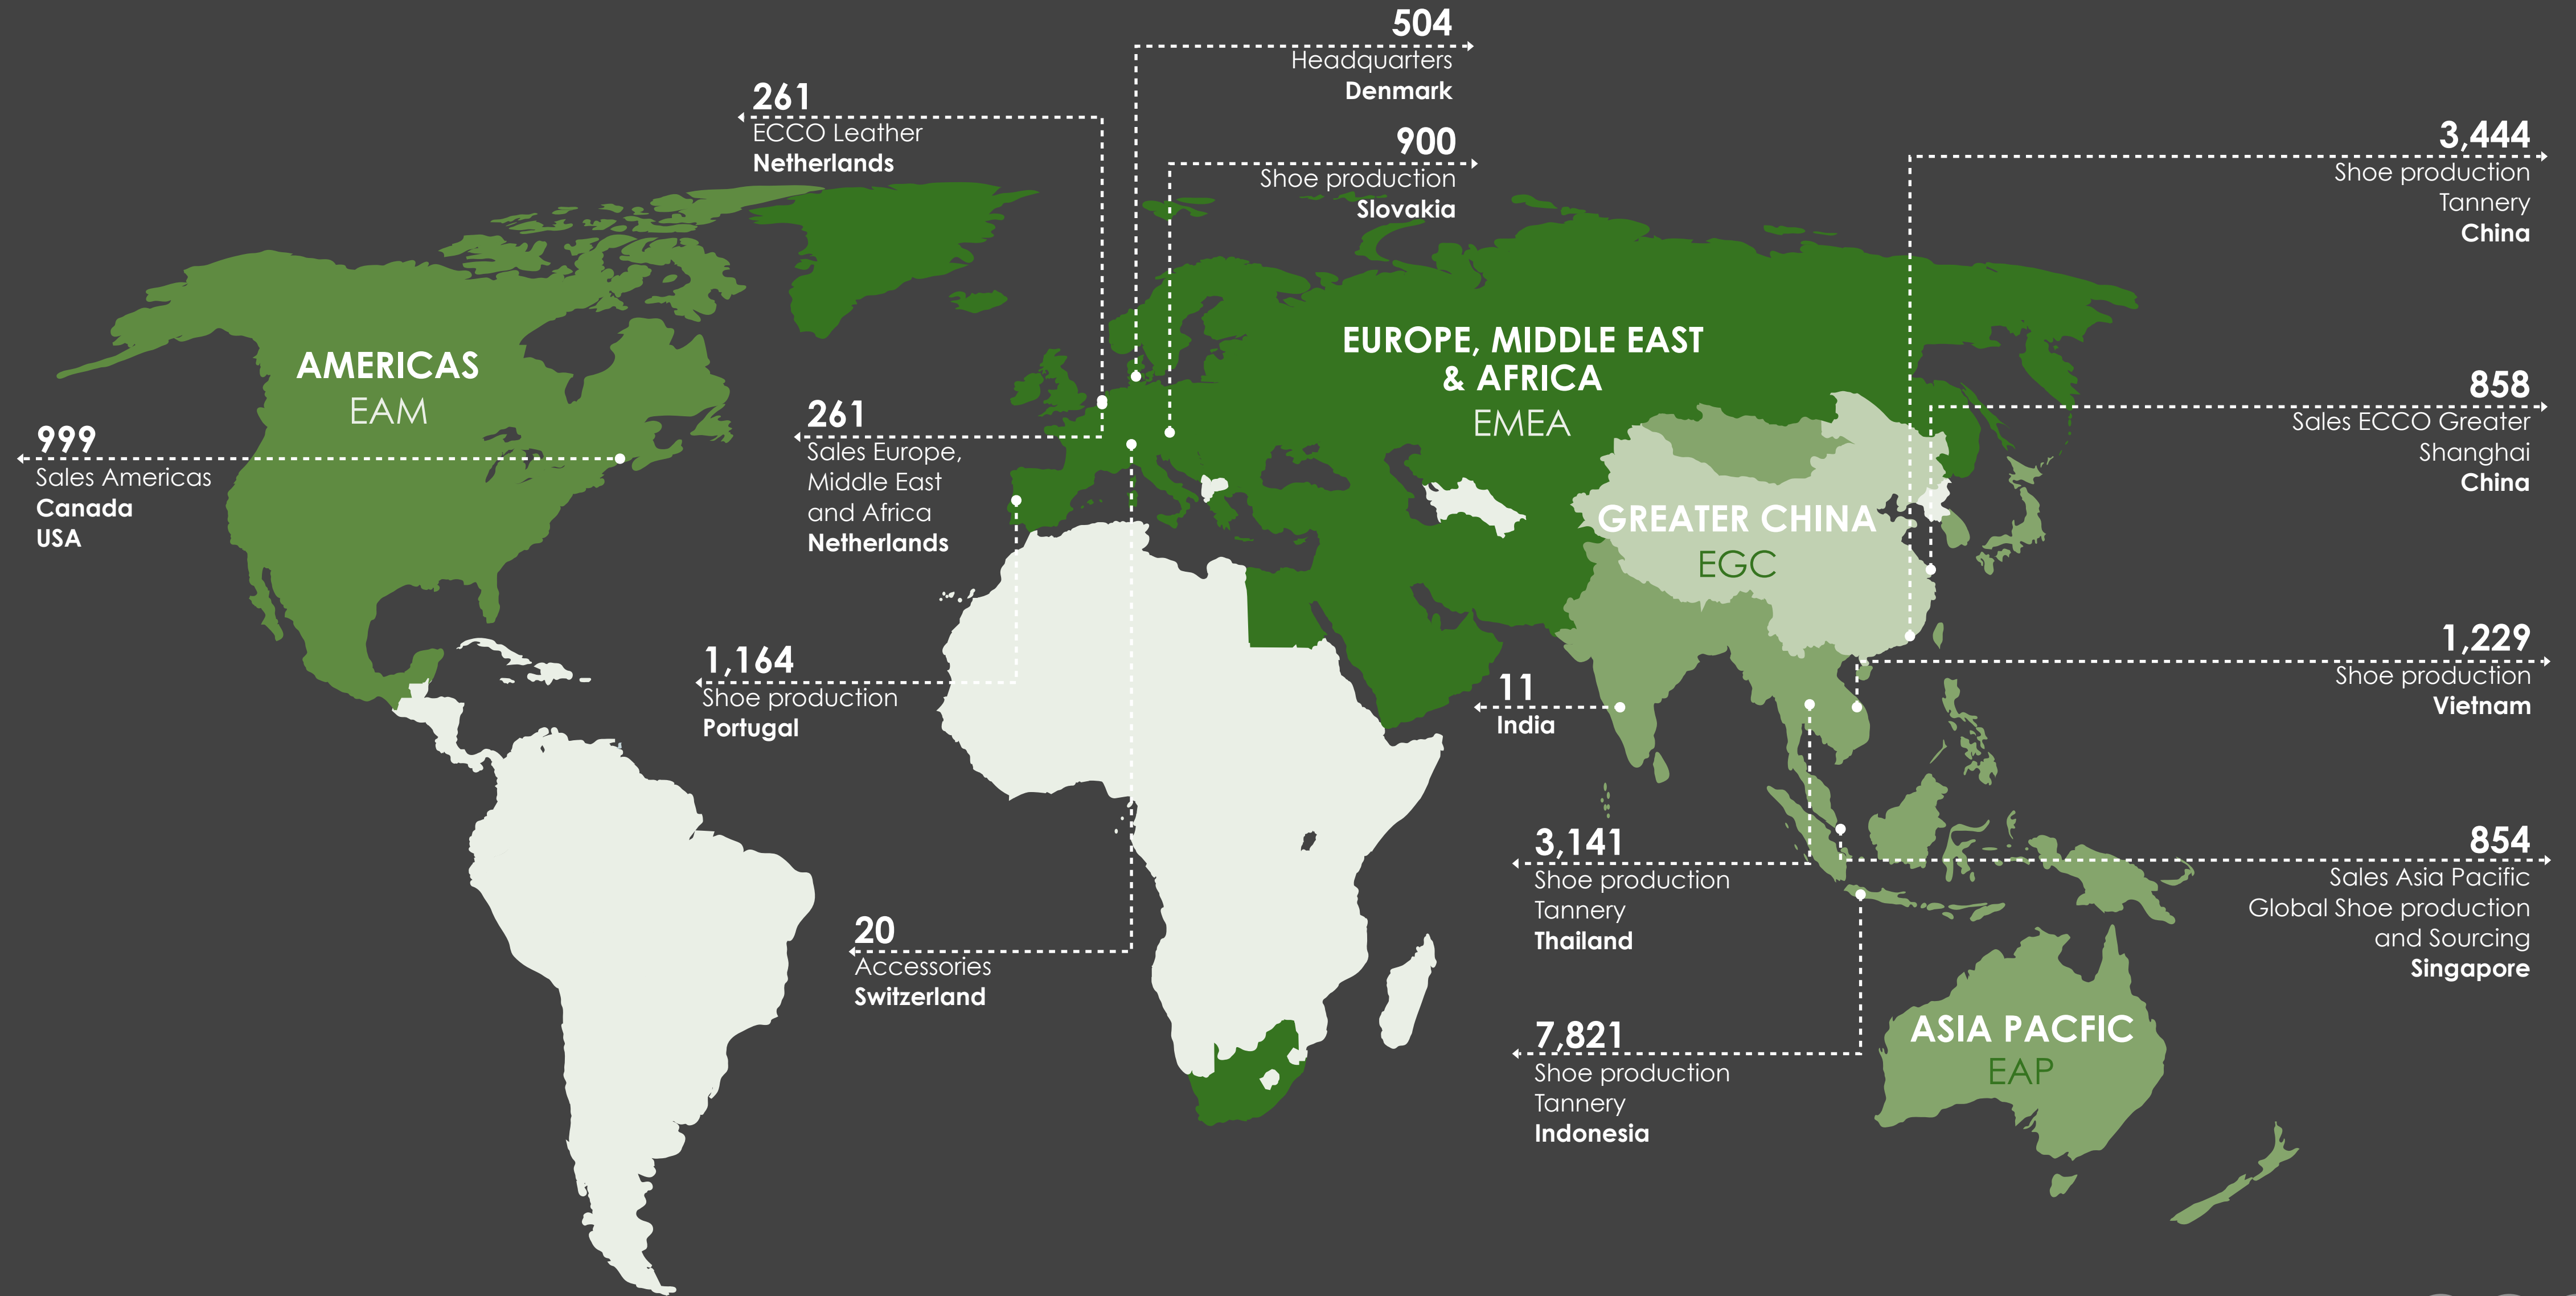 504
Headquarters
Denmark
261
ECCO Leather
Netherlands
900
Shoe production
Slovakia
3,444
Shoe production
Tannery
China
AMERICAS
EAM
EUROPE, MIDDLE EAST
& AFRICA
EMEA
858
Sales ECCO Greater
Shanghai
China
999
Sales Americas
Canada
USA
261
Sales Europe,
Middle East
and Africa
Netherlands
GREATER CHINA
EGC
1,164
Shoe production
Portugal
11
India
1,229
Shoe production
Vietnam
3,141
Shoe production
Tannery
Thailand
854
Sales Asia Pacific
Global Shoe production
and Sourcing
Singapore
20
Accessories
Switzerland
7,821
Shoe production
Tannery
Indonesia
ASIA PACFIC
EAP